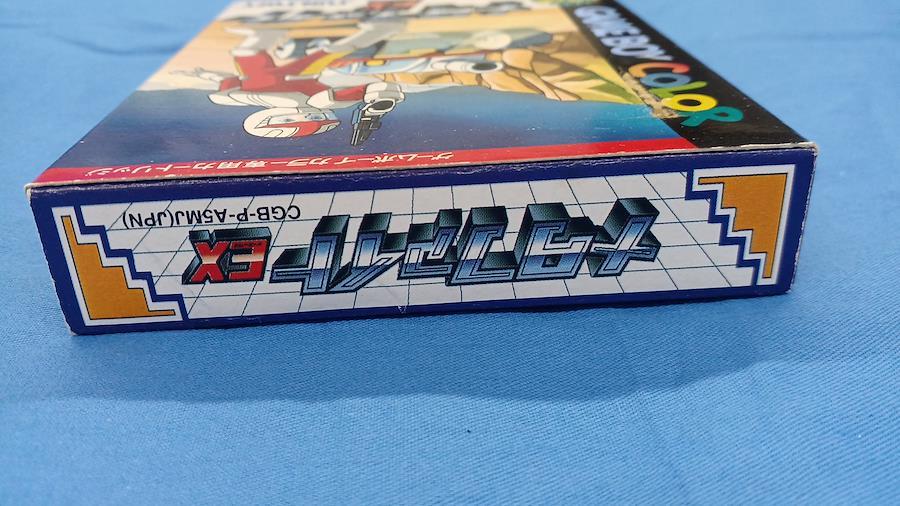 GAME BOY COLOR
ゲームボーイカラー専用カートリッジ
メタファイトEX
CGB-P-A5MJ(JPN)